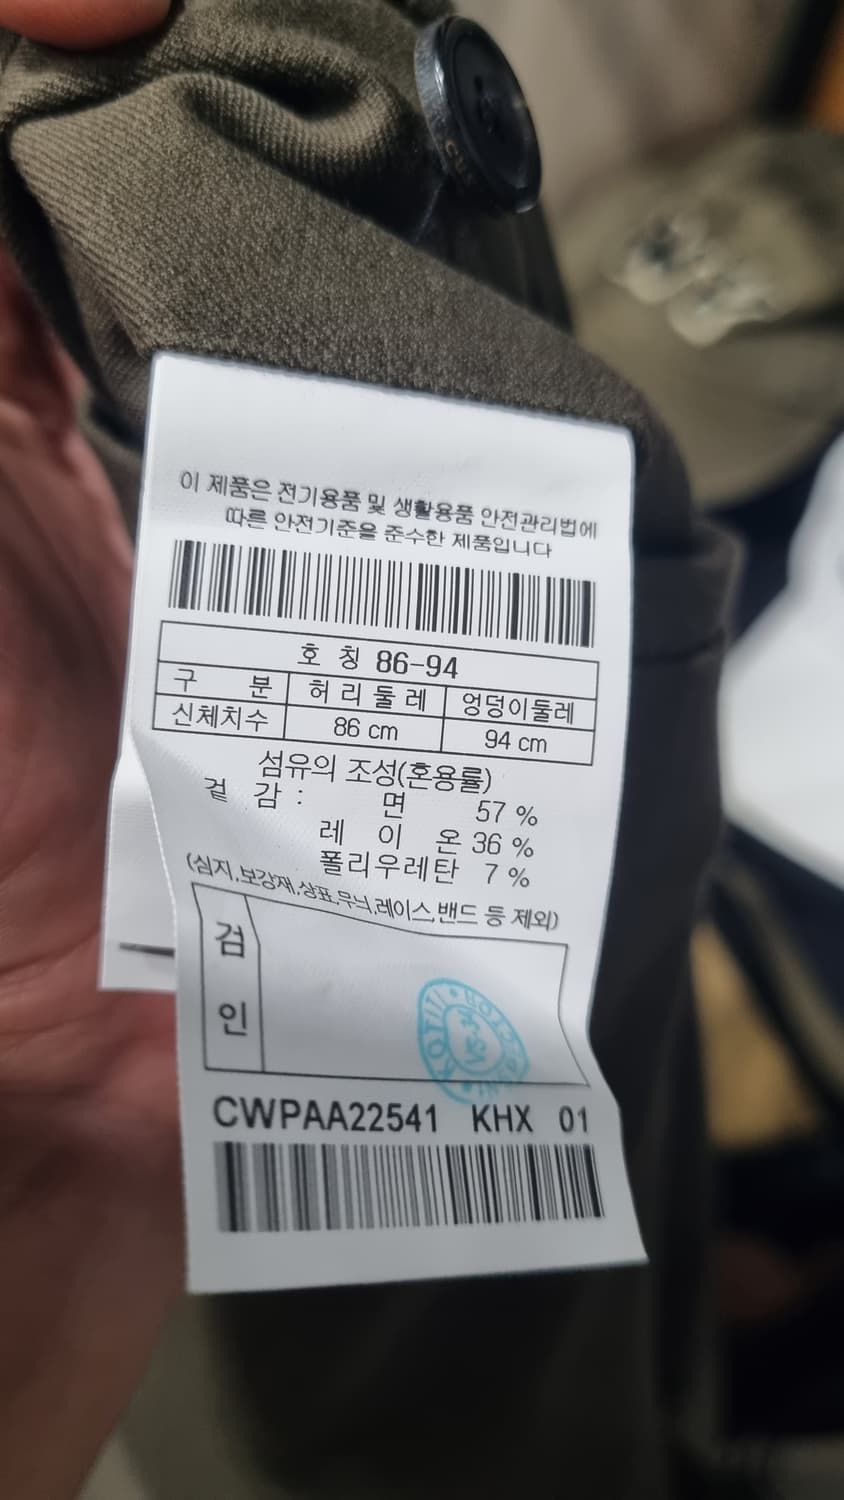 이 제품은 전기용품 및 생활용품 안전관리법에
따른 안전기준을 준수한 제품입니다
호 칭 86-94
구 분 허 리 둘 레 엉덩이둘레
신체치수 86 cm 94 cm
섬유의 조성(혼용률)
겉 감 : 면 57 %
레 이 온 36 %
폴리우레탄 7 %
(심지,보강재,상표,무늬,레이스,밴드 등 제외)
검
인
KOTITI
CWPAA22541 KHX 01